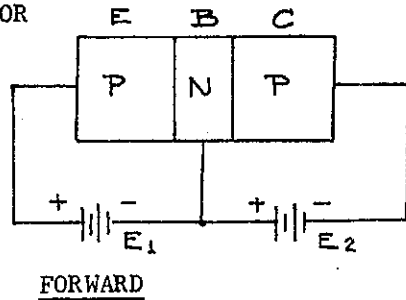 OR
E B C
P N P
+ - + -
E₁ E₂
FORWARD